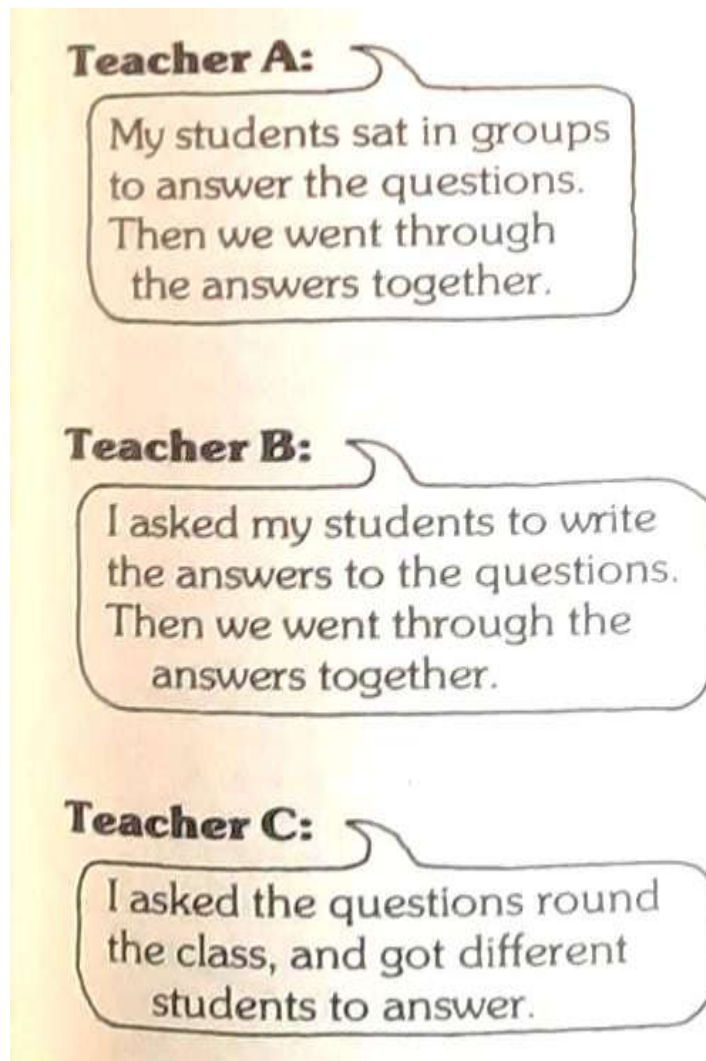 Teacher A:
My students sat in groups
to answer the questions.
Then we went through
the answers together.
Teacher B:
I asked my students to write
the answers to the questions.
Then we went through the
answers together.
Teacher C:
I asked the questions round
the class, and got different
students to answer.